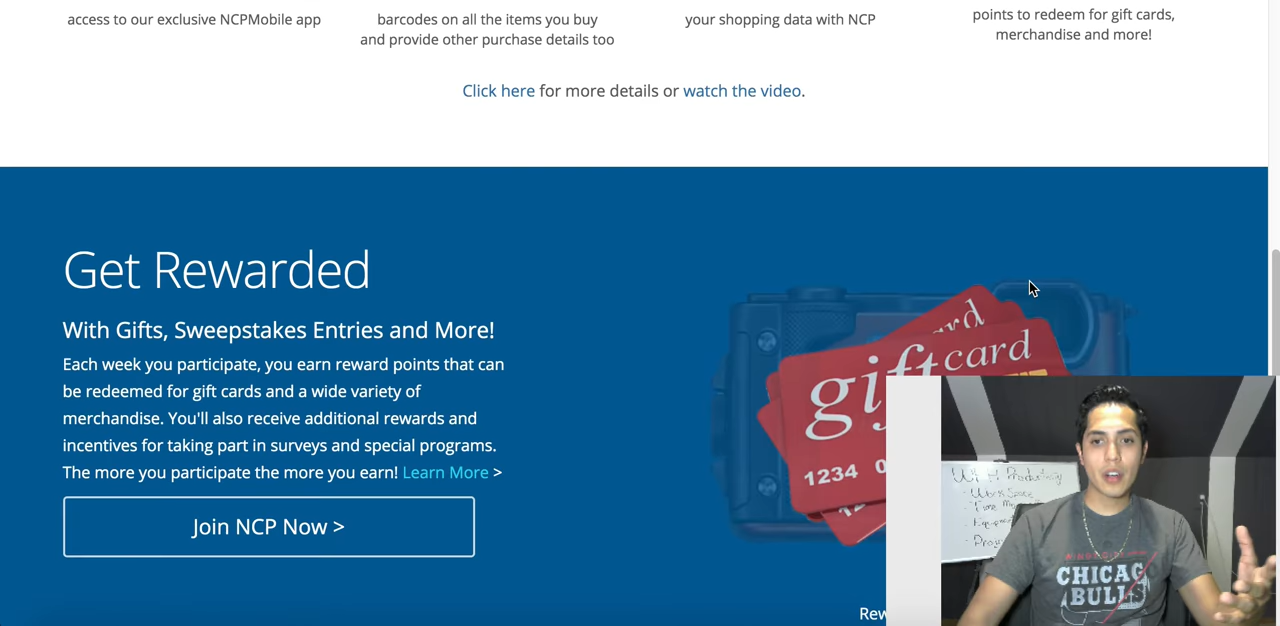 access to our exclusive NCPMobile app
barcodes on all the items you buy
and provide other purchase details too
your shopping data with NCP
points to redeem for gift cards,
merchandise and more!
Click here for more details or watch the video.
Get Rewarded
With Gifts, Sweepstakes Entries and More!
Each week you participate, you earn reward points that can
be redeemed for gift cards and a wide variety of
merchandise. You'll also receive additional rewards and
incentives for taking part in surveys and special programs.
The more you participate the more you earn! Learn More >
Join NCP Now >
card
1234
CHICAG
BULLS